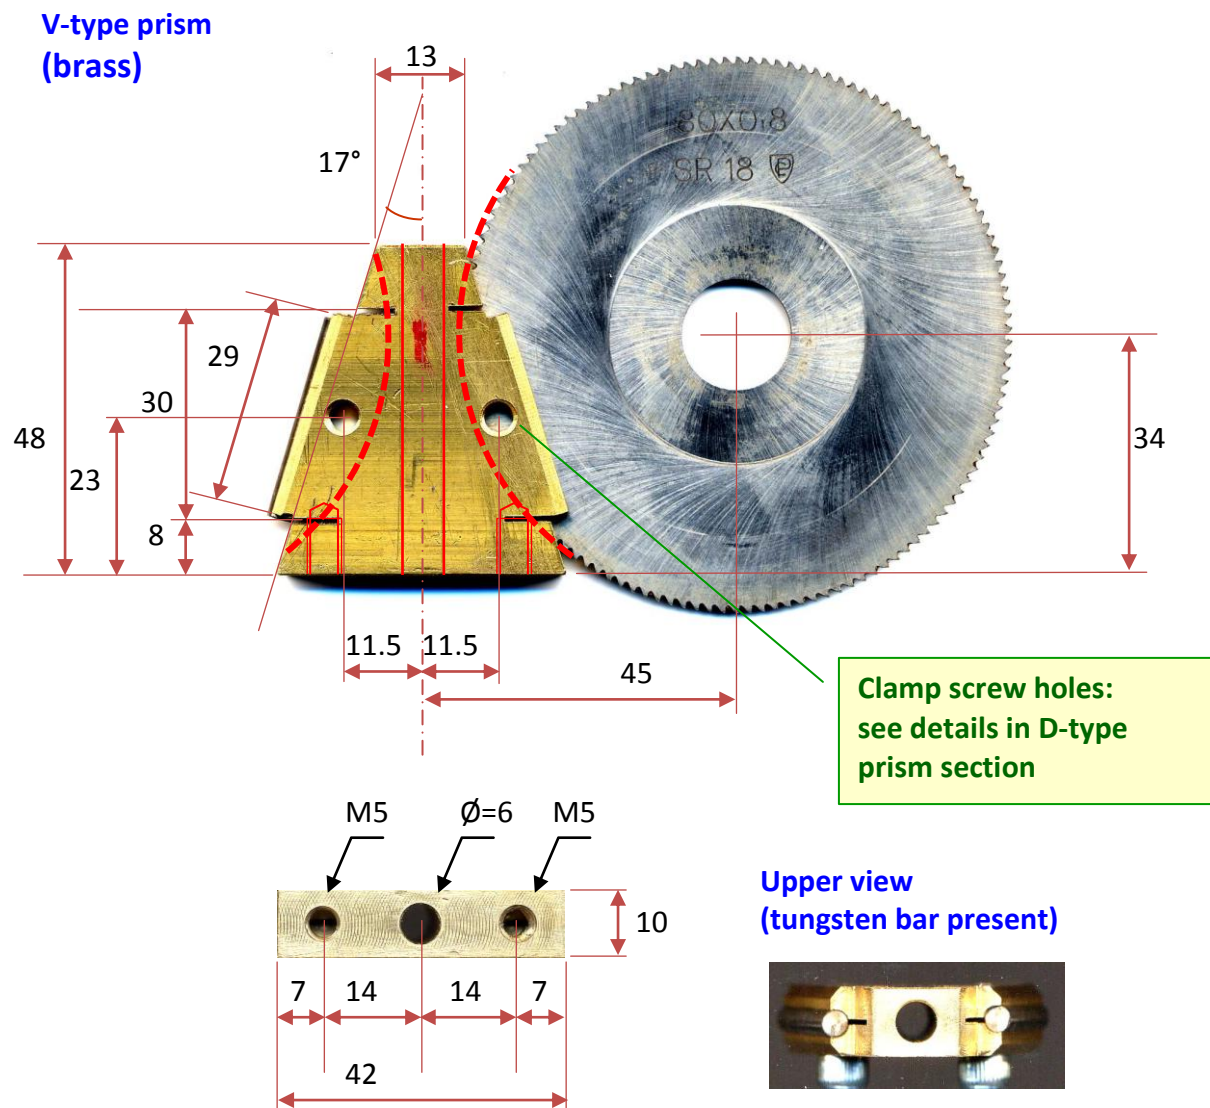 V-type prism
(brass)
13
17°
80X0,8
SR 18
29
30
48
23
8
34
11.5
11.5
45
Clamp screw holes:
see details in D-type
prism section
M5
Ø=6
M5
10
7
14
14
7
42
Upper view
(tungsten bar present)